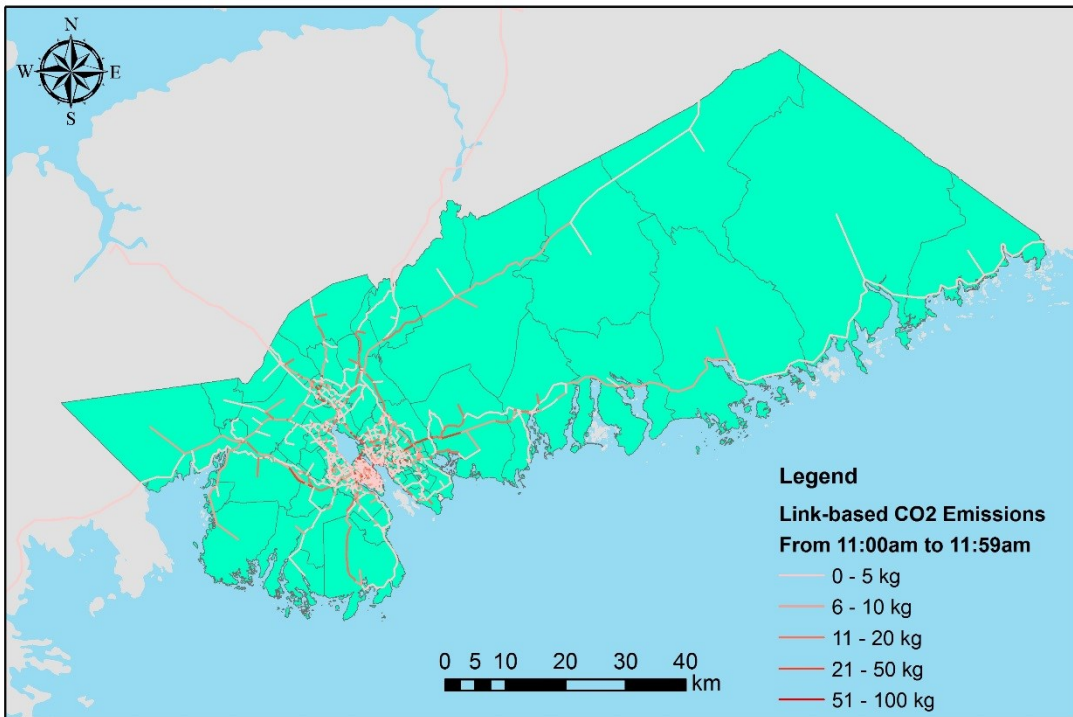 N
W E
S
Legend
Link-based CO2 Emissions
From 11:00am to 11:59am
0 - 5 kg
6 - 10 kg
11 - 20 kg
21 - 50 kg
51 - 100 kg
0 5 10 20 30 40
km